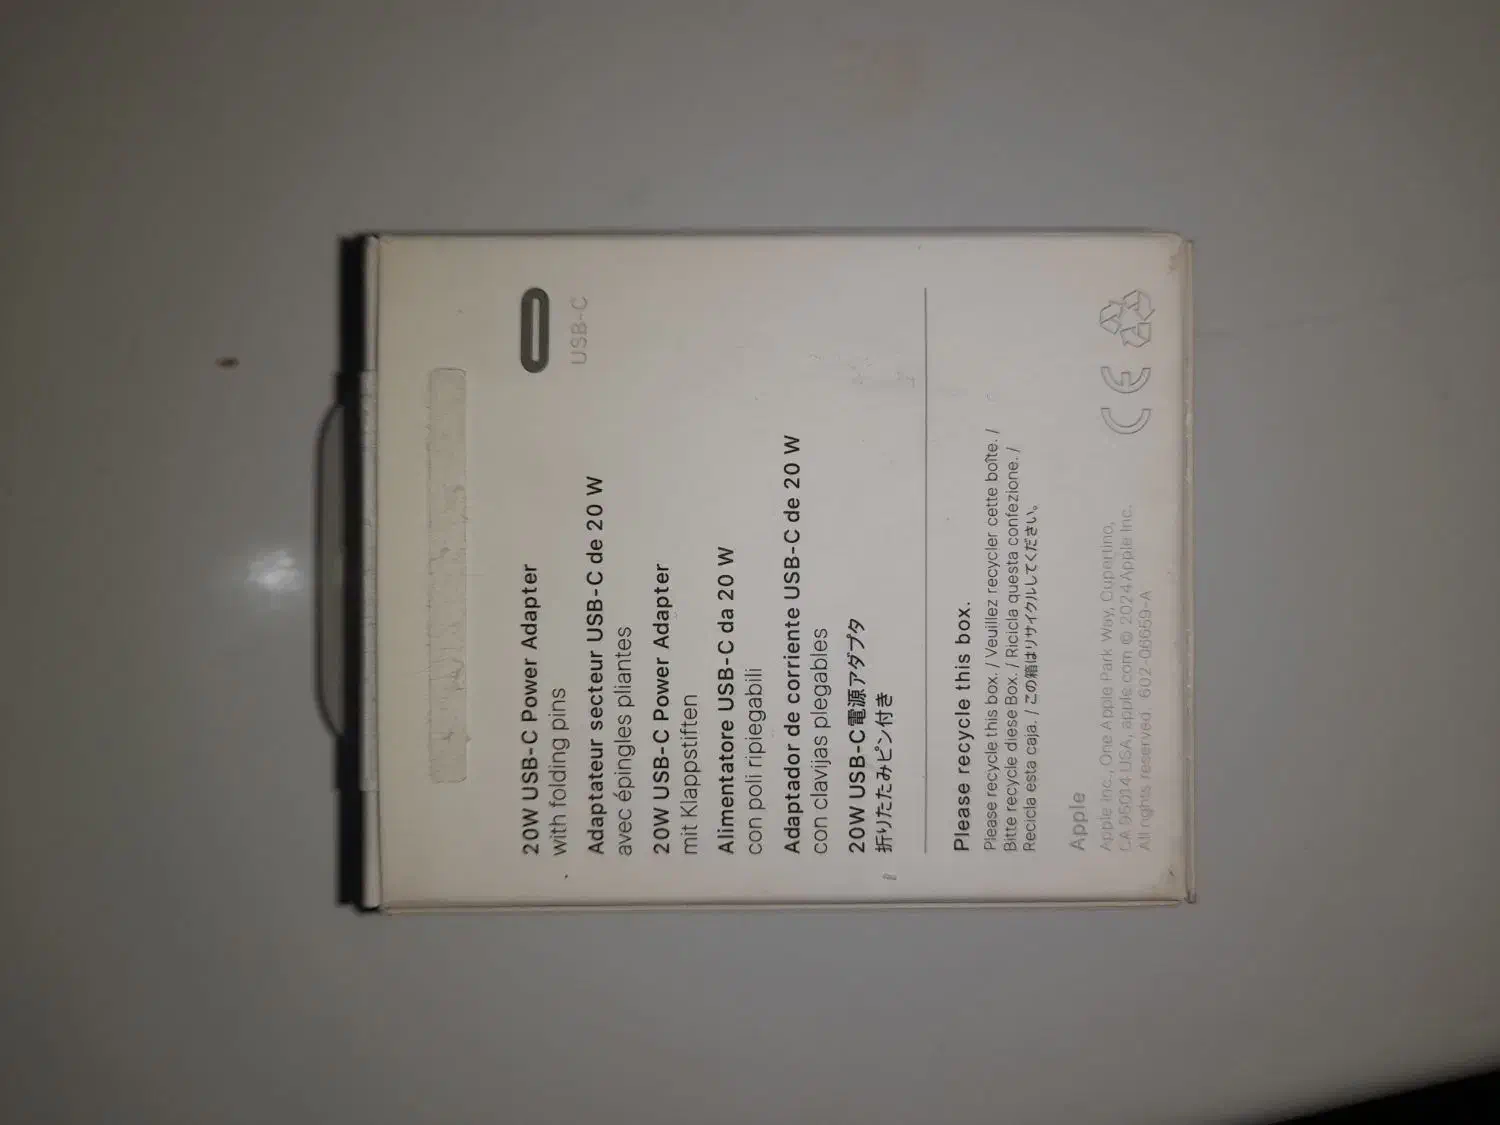 USB-C
20W USB-C Power Adapter
with folding pins
Adaptateur secteur USB-C de 20 W
avec épingles pliantes
20W USB-C Power Adapter
mit Klappstiften
Alimentatore USB-C da 20 W
con poli ripiegabili
Adaptador de corriente USB-C de 20 W
con clavijas plegables
20W USB-C電源アダプタ
折りたたみピン付き
Please recycle this box.
Please recycle this box. / Veuillez recycler cette boîte. /
Bitte recycle diese Box. / Ricicla questa confezione. /
Recicla esta caja. / この箱はリサイクルしてください。
Apple
Apple Inc., One Apple Park Way, Cupertino,
CA 95014 USA, apple.com © 2024 Apple Inc.
All rights reserved. 602-06659-A
CE